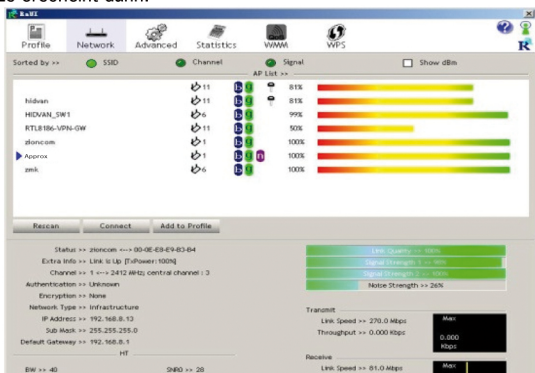 RaUI
Profile Network Advanced Statistics WMM WPS
Sorted by >> SSID Channel Signal Show dBm
AP List >>
11 b g 81%
hidvan 11 b g 81%
HIDVAN_SW1 6 b g 99%
RTL8186-VPN-GW 11 b g 50%
zioncom 1 b g 100%
Approx 1 b g n 100%
zmk 6 b g 100%
Rescan Connect Add to Profile
Status >> zioncom <--> 00-0E-E8-E9-83-B4
Extra Info >> Link is Up [TxPower:100%]
Channel >> 1 <--> 2412 MHz; central channel : 3
Authentication >> Unknown
Encryption >> None
Network Type >> Infrastructure
IP Address >> 192.168.8.13
Sub Mask >> 255.255.255.0
Default Gateway >> 192.168.8.1
HT
BW >> 40 SNR0 >> 28
Link Quality >> 100%
Signal Strength 2 >> 100%
Noise Strength >> 26%
Transmit
Link Speed >> 270.0 Mbps Max
Throughput >> 0.000 Kbps 0.000
Kbps
Receive
Link Speed >> 81.0 Mbps Max